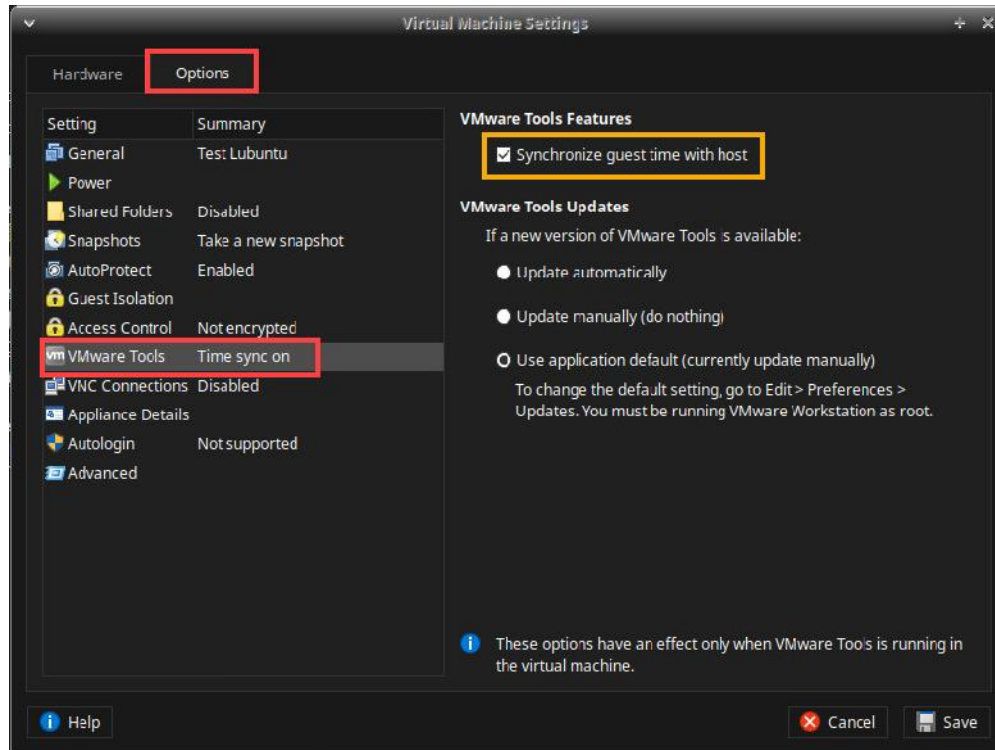 Virtual Machine Settings
Hardware Options
Setting Summary
General Test Lubuntu
Power
Shared Folders Disabled
Snapshots Take a new snapshot
AutoProtect Enabled
Guest Isolation
Access Control Not encrypted
vm VMware Tools Time sync on
VNC Connections Disabled
Appliance Details
Autologin Not supported
Advanced
VMware Tools Features
Synchronize guest time with host
VMware Tools Updates
If a new version of VMware Tools is available:
Update automatically
Update manually (do nothing)
Use application default (currently update manually)
To change the default setting, go to Edit > Preferences >
Updates. You must be running VMware Workstation as root.
These options have an effect only when VMware Tools is running in
the virtual machine.
Help Cancel Save